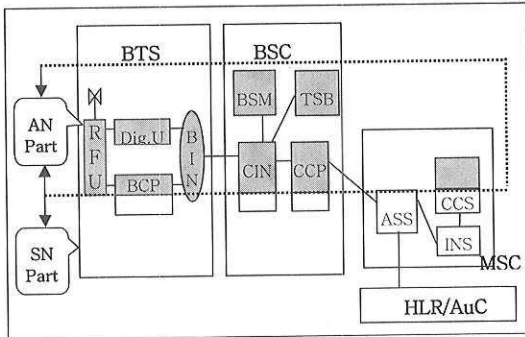 BTS
BSC
AN
Part
R
F
U
Dig.U
BCP
B
I
N
BSM
TSB
CIN
CCP
ASS
CCS
INS
MSC
SN
Part
HLR/AuC